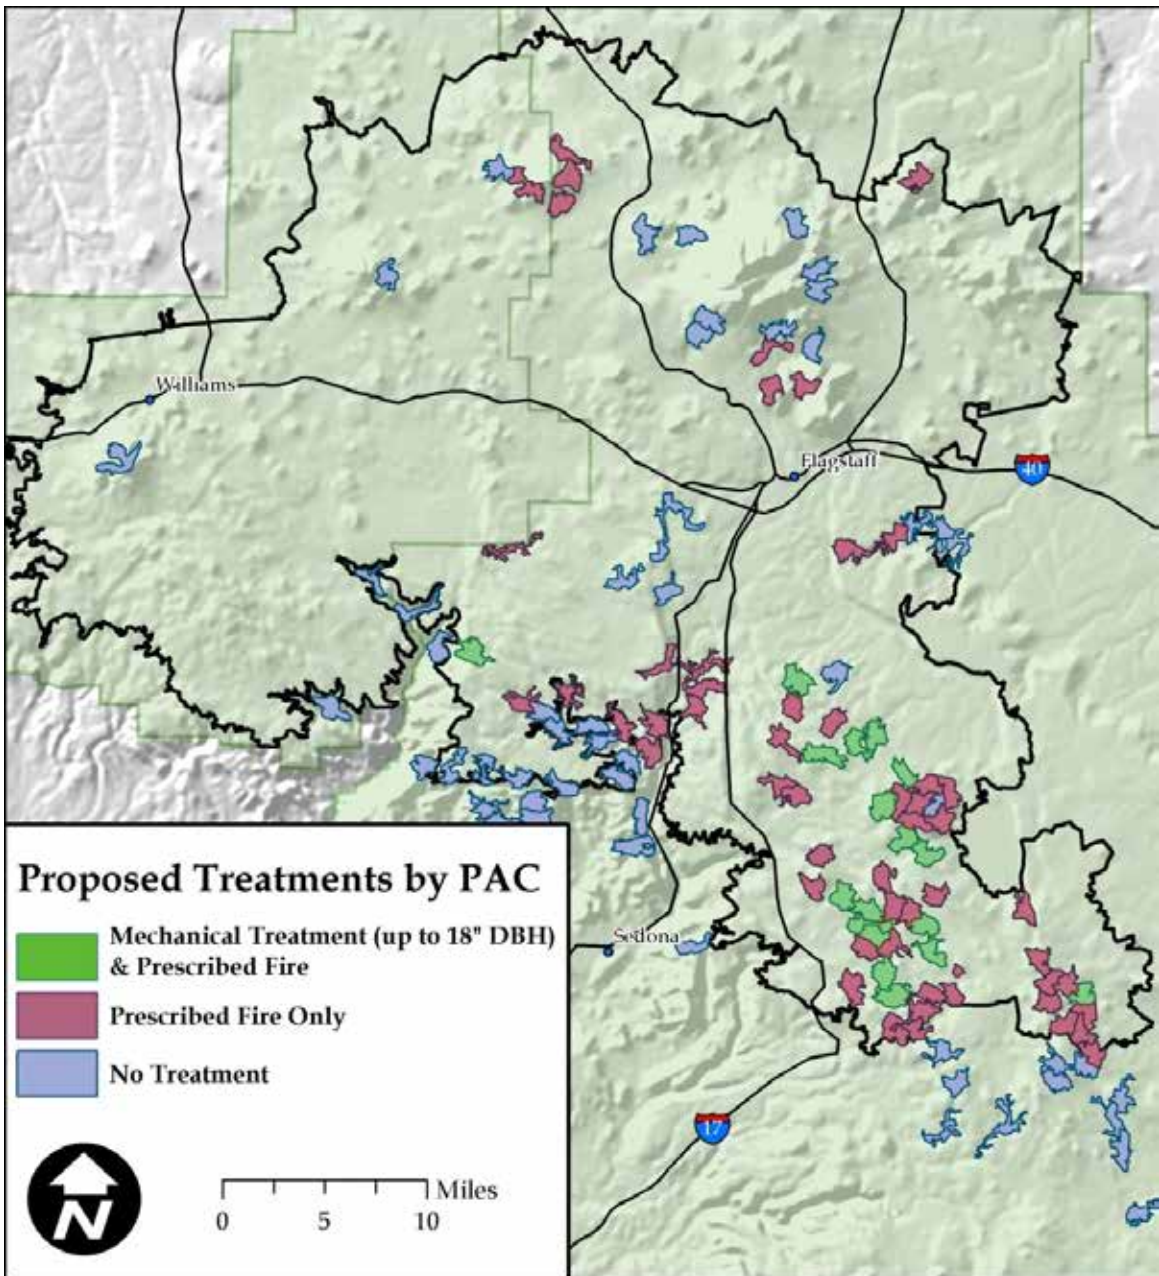 Williams
Flagstaff
40
Sedona
17
Proposed Treatments by PAC
Mechanical Treatment (up to 18" DBH)
& Prescribed Fire
Prescribed Fire Only
No Treatment
N
Miles
0 5 10